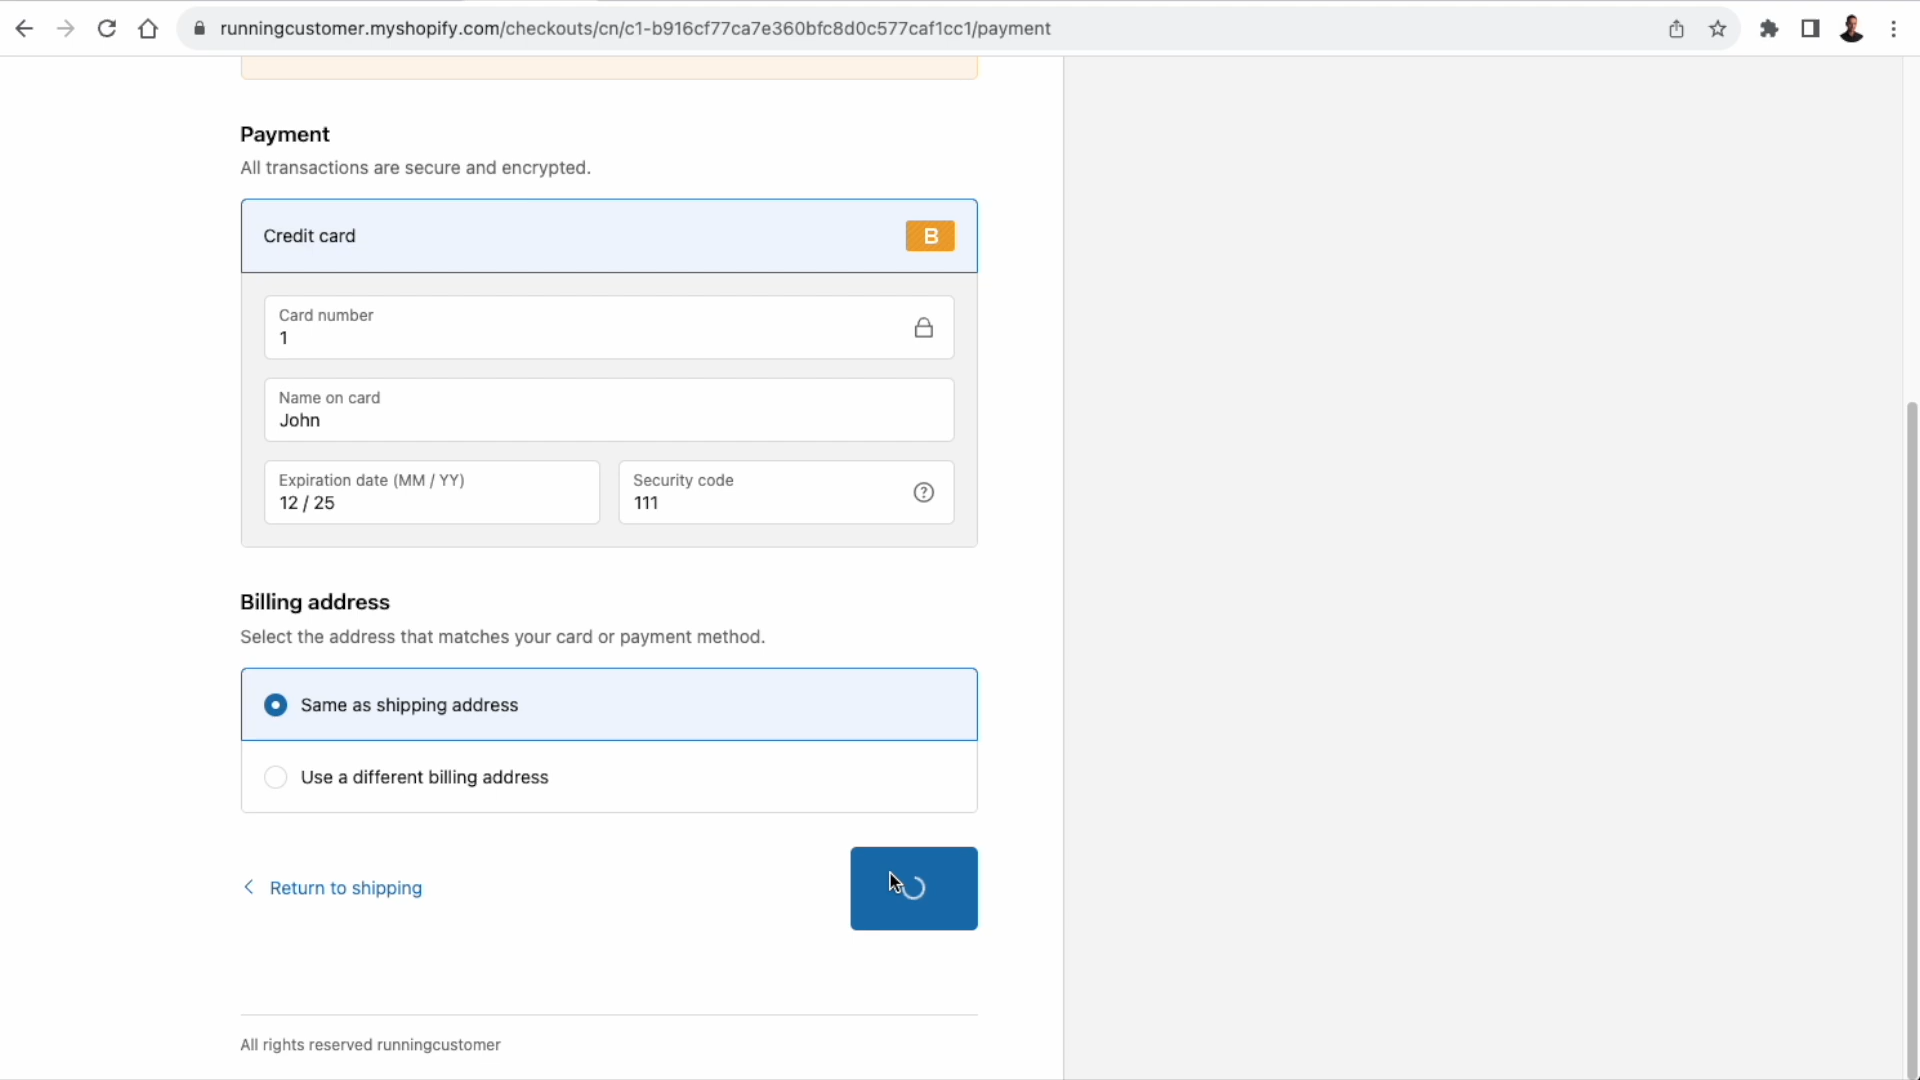 runningcustomer.myshopify.com/checkouts/cn/c1-b916cf77ca7e360bfc8d0c577caf1cc1/payment
Payment
All transactions are secure and encrypted.
Credit card
B
Card number
1
Name on card
John
Expiration date (MM / YY)
12 / 25
Security code
111
Billing address
Select the address that matches your card or payment method.
Same as shipping address
Use a different billing address
Return to shipping
All rights reserved runningcustomer